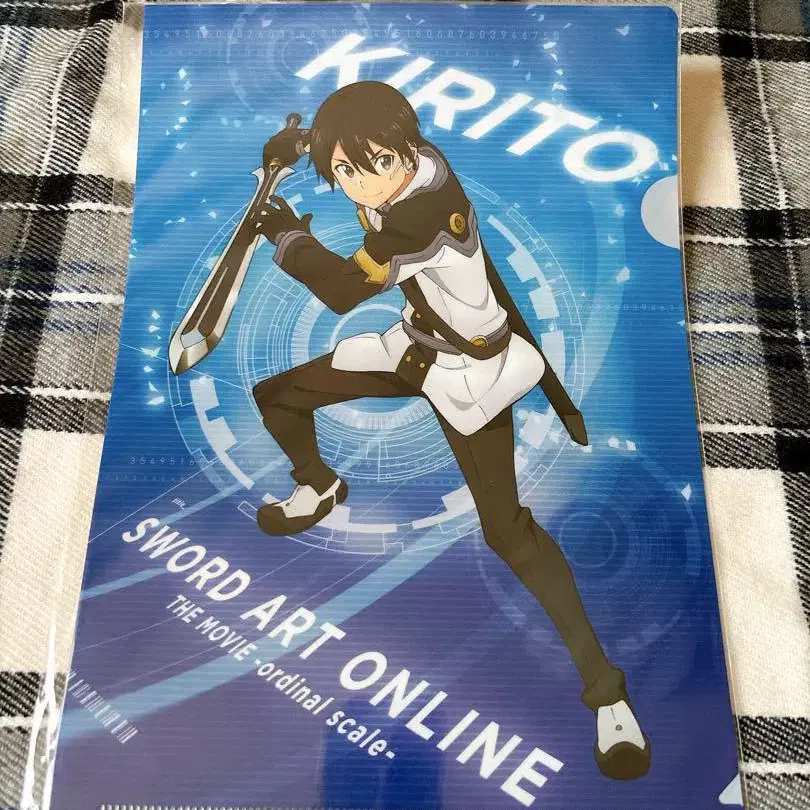 KIRITO
SWORD ART ONLINE
THE MOVIE -ordinal scale-